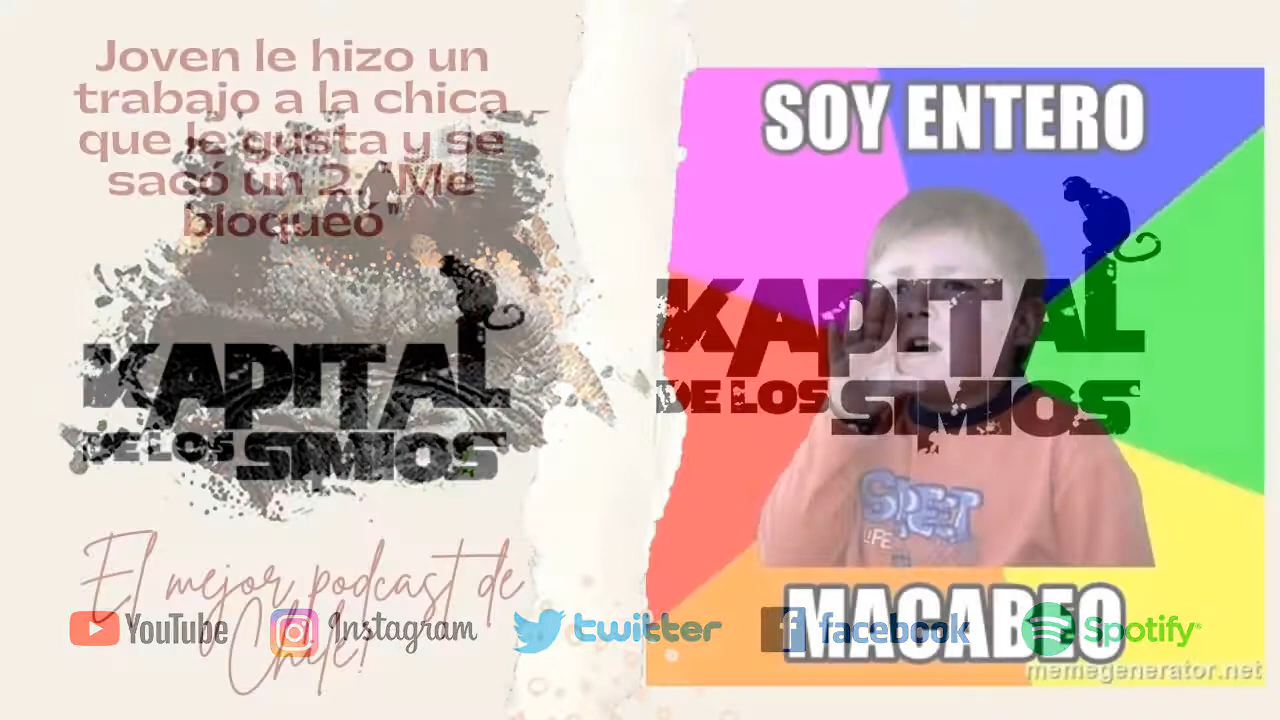 Joven le hizo un
trabajo a la chica
que le gusta y se
sacó un 2: "Me
bloqueó"
KAPITAL
DE LOS SIMIOS
El mejor podcast de
Chile!
SOY ENTERO
KAPITAL
DE LOS SIMIOS
SPEET
LIFE
MACABEO
memegenerator.net
YouTube
Instagram
twitter
facebook
Spotify